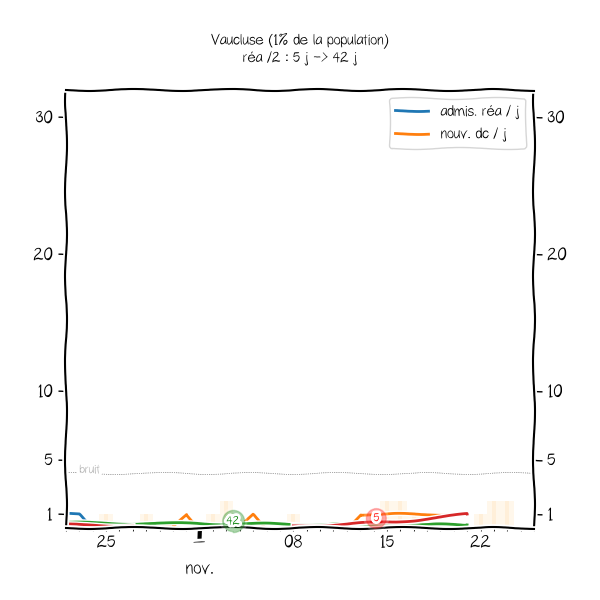 Vaucluse (1% de la population)
réa /2 : 5 j -> 42 j
admis. réa / j
nouv. dc / j
30
30
20
20
10
10
5
5
bruit
1
1
42
5
25
1
08
15
22
nov.